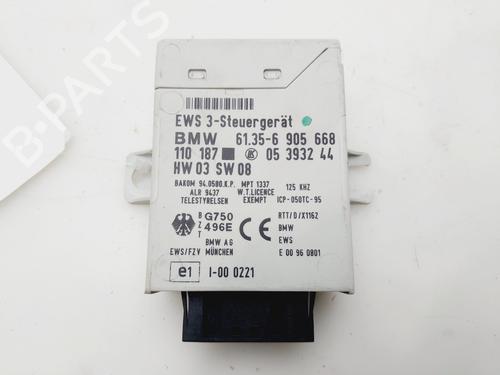 B-PARTS
EWS 3-Steuergerät
BMW 61.35-6 905 668
110 187 05 3932 44
HW 03 SW 08
BAKOM 94.0580.K.P. MPT 1337 125 KHZ
ALR 9437 W.T.LICENCE
TELESTYRELSEN EXEMPT ICP-050TC-95
BZT G750 496E CE RTT/D/X1162
BMW AG BMW
EWS/FZV MÜNCHEN EWS
E 00 96 0801
e1 I-00 0221